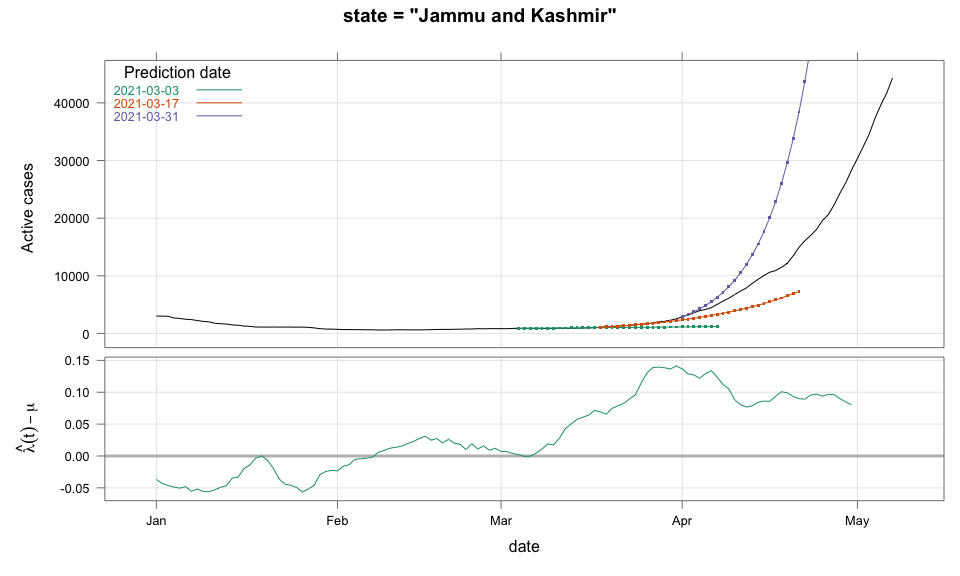 state = "Jammu and Kashmir"
Prediction date
2021-03-03
2021-03-17
2021-03-31
Active cases
40000
30000
20000
10000
0
λ̂(t) − μ
0.15
0.10
0.05
0.00
-0.05
Jan Feb Mar Apr May
date